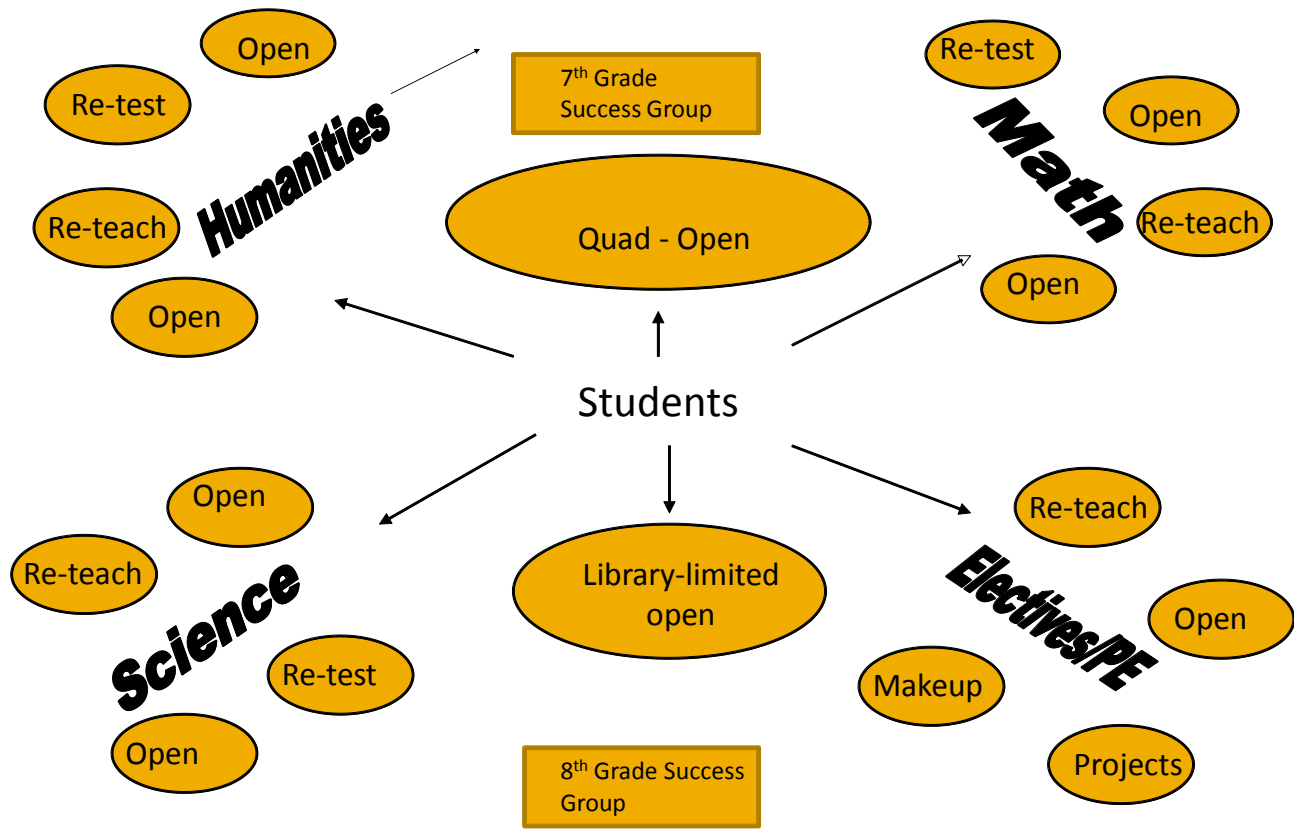 Open
Re-test
Humanities
Re-teach
Open
7th Grade
Success Group
Quad - Open
Re-test
Open
Math
Re-teach
Open
Students
Open
Re-teach
Science
Re-test
Open
Library-limited
open
8th Grade Success
Group
Re-teach
Electives/PE
Open
Makeup
Projects